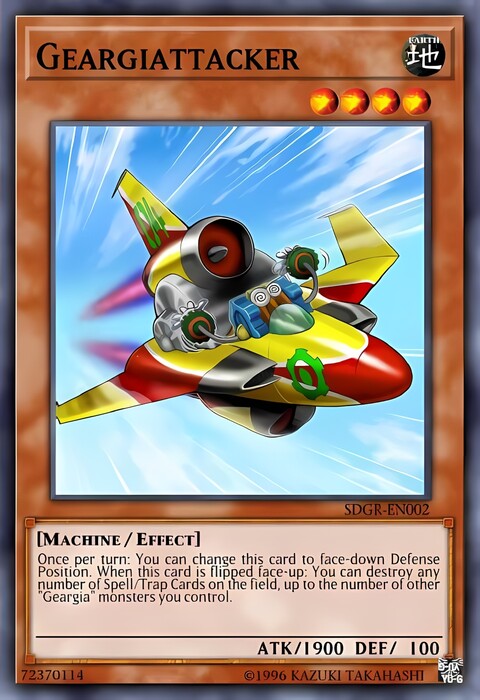 GEARGIATTACKER
EARTH
地
SDGR-EN002
[MACHINE / EFFECT]
Once per turn: You can change this card to face-down Defense
Position. When this card is flipped face-up: You can destroy any
number of Spell/Trap Cards on the field, up to the number of other
"Geargia" monsters you control.
ATK/1900 DEF/ 100
72370114
©1996 KAZUKI TAKAHASHI